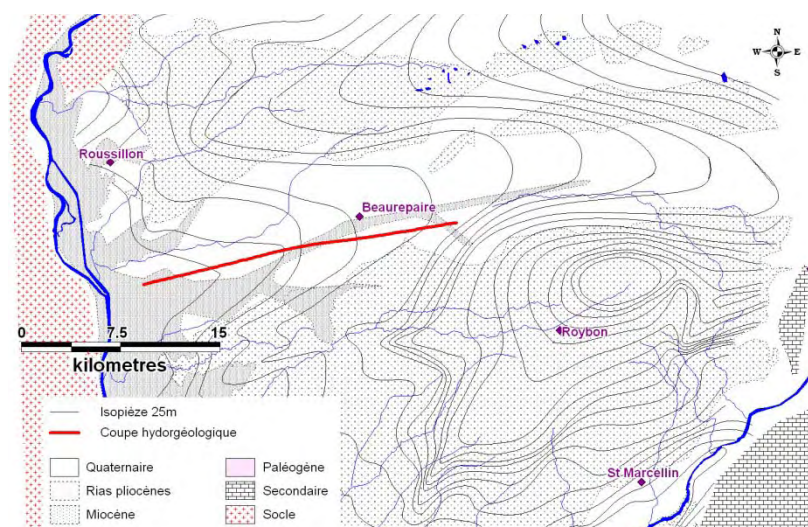 N
W E
S
Roussillon
Beaurepaire
0 7.5 15
kilometres
Roybon
Isopièze 25m
Coupe hydorgéologique
Quaternaire
Paléogène
Rias pliocènes
Secondaire
Miocène
Socle
St Marcellin